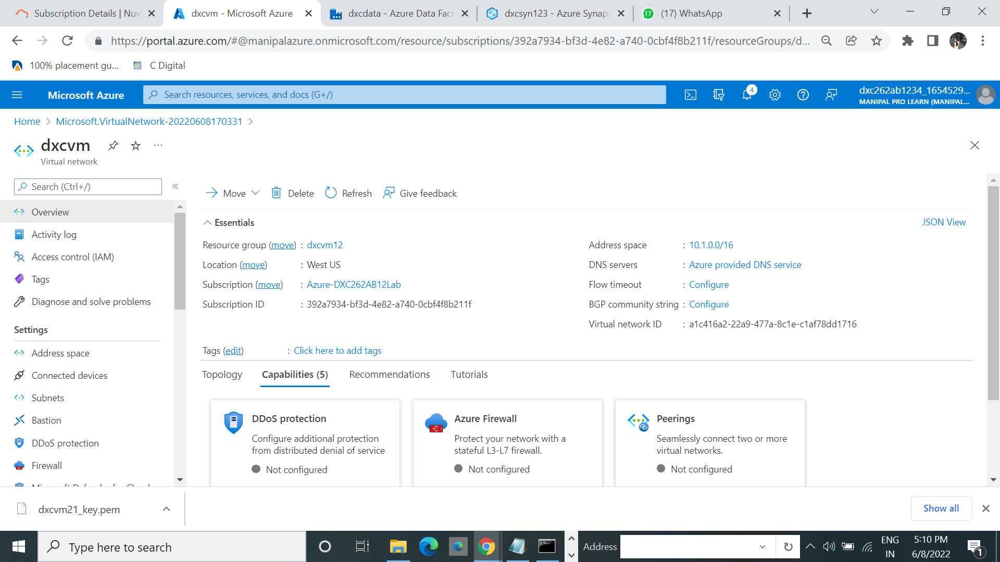 Subscription Details | Nuv
dxcvm - Microsoft Azure
dxcdata - Azure Data Fact
dxcsyn123 - Azure Synaps
17
(17) WhatsApp
https://portal.azure.com/#@manipalazure.onmicrosoft.com/resource/subscriptions/392a7934-bf3d-4e82-a740-0cbf4f8b211f/resourceGroups/d...
100% placement gu...
C Digital
Microsoft Azure
Search resources, services, and docs (G+/)
4
dxc262ab1234_1654529...
MANIPAL PRO LEARN (MANIPAL...
Home > Microsoft.VirtualNetwork-20220608170331 >
dxcvm
...
Virtual network
Search (Ctrl+/)
«
Overview
Activity log
Access control (IAM)
Tags
Diagnose and solve problems
Settings
Address space
Connected devices
Subnets
Bastion
DDoS protection
Firewall
Move
Delete
Refresh
Give feedback
Essentials
JSON View
Resource group (move) : dxcvm12
Location (move) : West US
Subscription (move) : Azure-DXC262AB12Lab
Subscription ID : 392a7934-bf3d-4e82-a740-0cbf4f8b211f
Address space : 10.1.0.0/16
DNS servers : Azure provided DNS service
Flow timeout : Configure
BGP community string : Configure
Virtual network ID : a1c416a2-22a9-477a-8c1e-c1af78dd1716
Tags (edit) : Click here to add tags
Topology
Capabilities (5)
Recommendations
Tutorials
DDoS protection
Configure additional protection
from distributed denial of service
Not configured
Azure Firewall
Protect your network with a
stateful L3-L7 firewall.
Not configured
Peerings
Seamlessly connect two or more
virtual networks.
Not configured
dxcvm21_key.pem
Show all
Type here to search
Address
ENG
IN
5:10 PM
6/8/2022
1